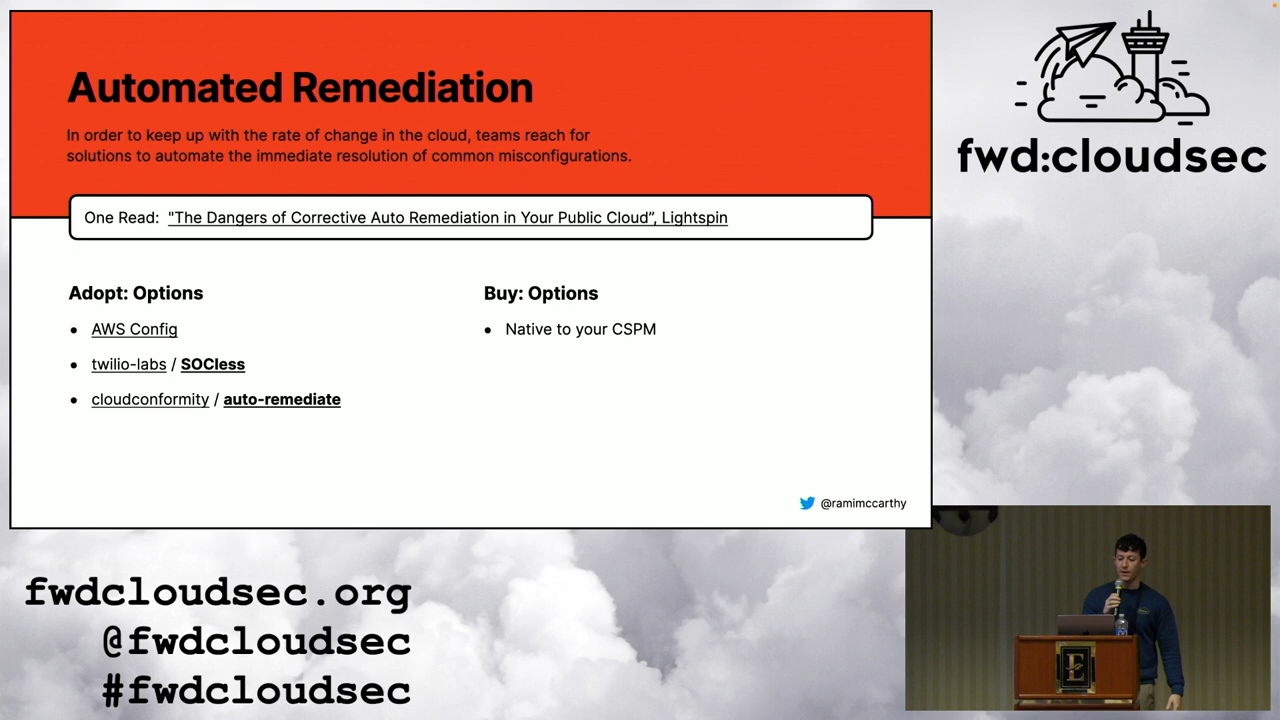 Automated Remediation
In order to keep up with the rate of change in the cloud, teams reach for
solutions to automate the immediate resolution of common misconfigurations.
One Read: "The Dangers of Corrective Auto Remediation in Your Public Cloud”, Lightspin
Adopt: Options
• AWS Config
• twilio-labs / SOCless
• cloudconformity / auto-remediate
Buy: Options
• Native to your CSPM
@ramimccarthy
fwd:cloudsec
fwdcloudsec.org
@fwdcloudsec
#fwdcloudsec
E